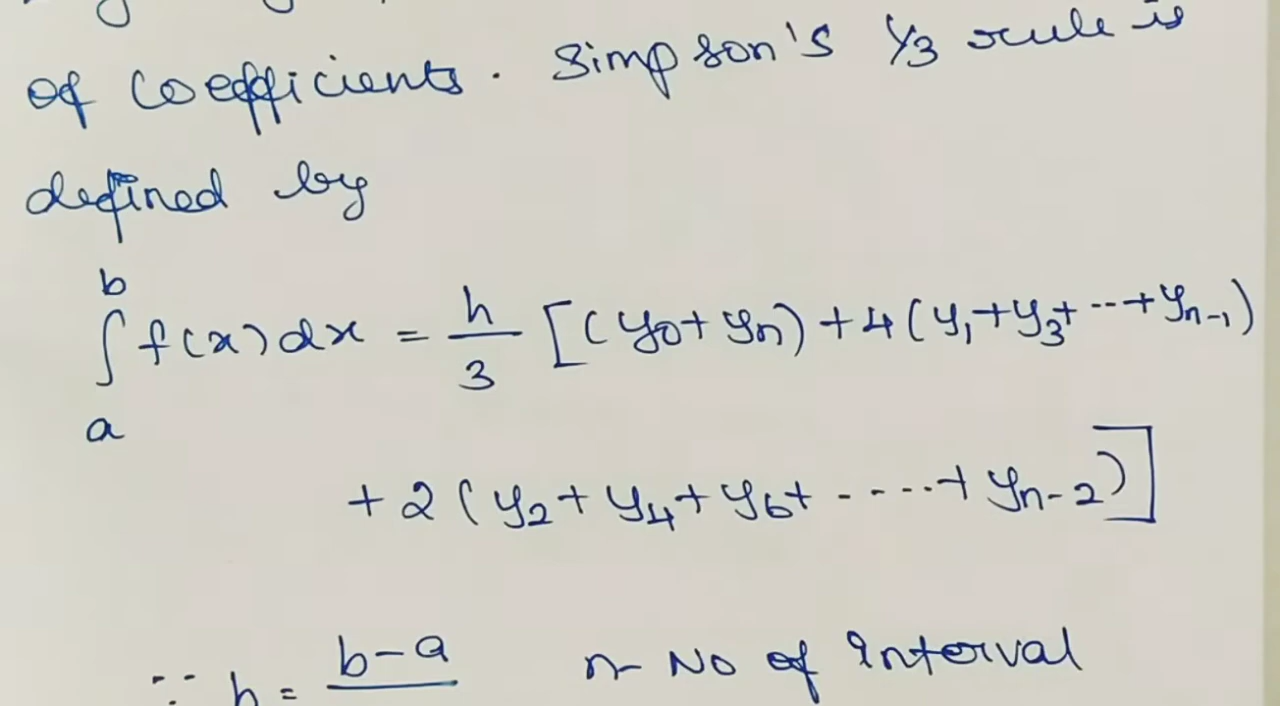 of coefficients. Simpson's 1/3 rule is
defined by
∫_a^b f(x) dx = h/3 [(y₀ + yₙ) + 4(y₁ + y₃ + ... + yₙ₋₁)
+ 2(y₂ + y₄ + y₆ + ..... + yₙ₋₂)]
∵ h = b-a n- No of Interval